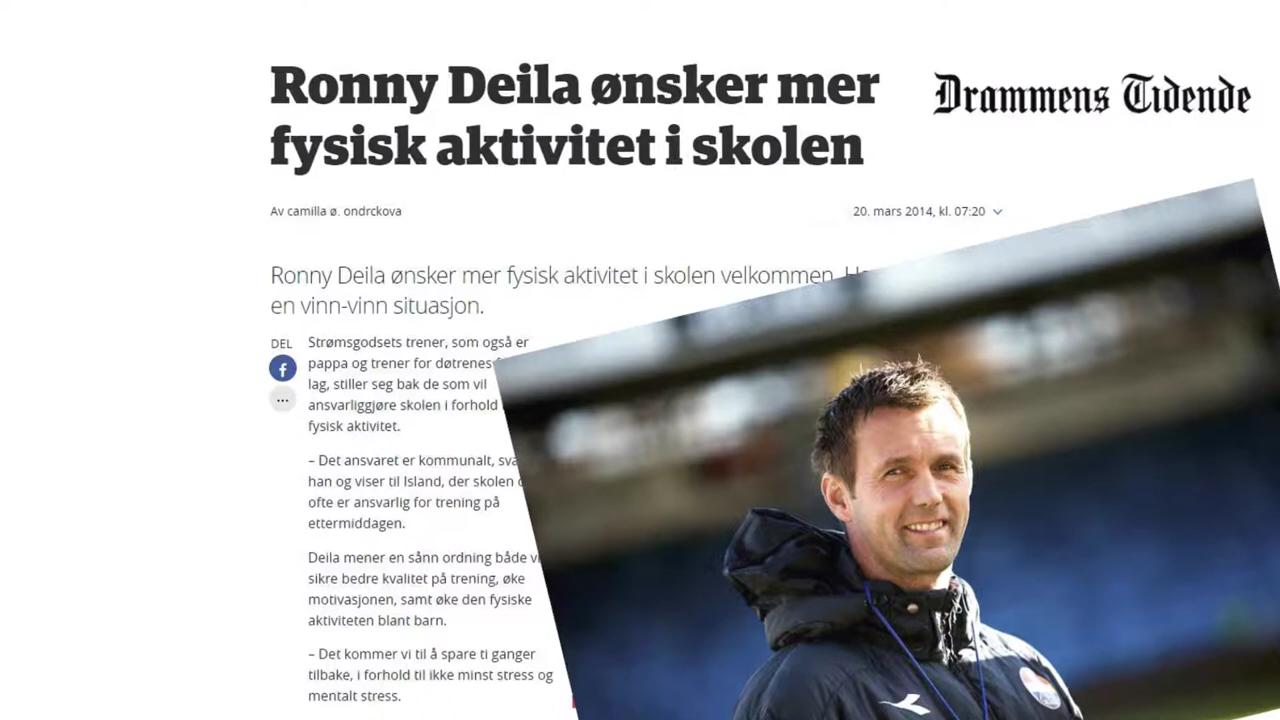 Ronny Deila ønsker mer
fysisk aktivitet i skolen
Drammens Tidende
Av camilla ø. ondrckova
20. mars 2014, kl. 07:20
Ronny Deila ønsker mer fysisk aktivitet i skolen velkommen.
en vinn-vinn situasjon.
DEL
Strømsgodsets trener, som også er
pappa og trener for døtrenes
lag, stiller seg bak de som vil
ansvarliggjøre skolen i forhold
fysisk aktivitet.
– Det ansvaret er kommunalt,
han og viser til Island, der skolen
ofte er ansvarlig for trening på
ettermiddagen.
Deila mener en sånn ordning både
sikre bedre kvalitet på trening, øke
motivasjonen, samt øke den fysiske
aktiviteten blant barn.
– Det kommer vi til å spare ti ganger
tilbake, i forhold til ikke minst stress og
mentalt stress.